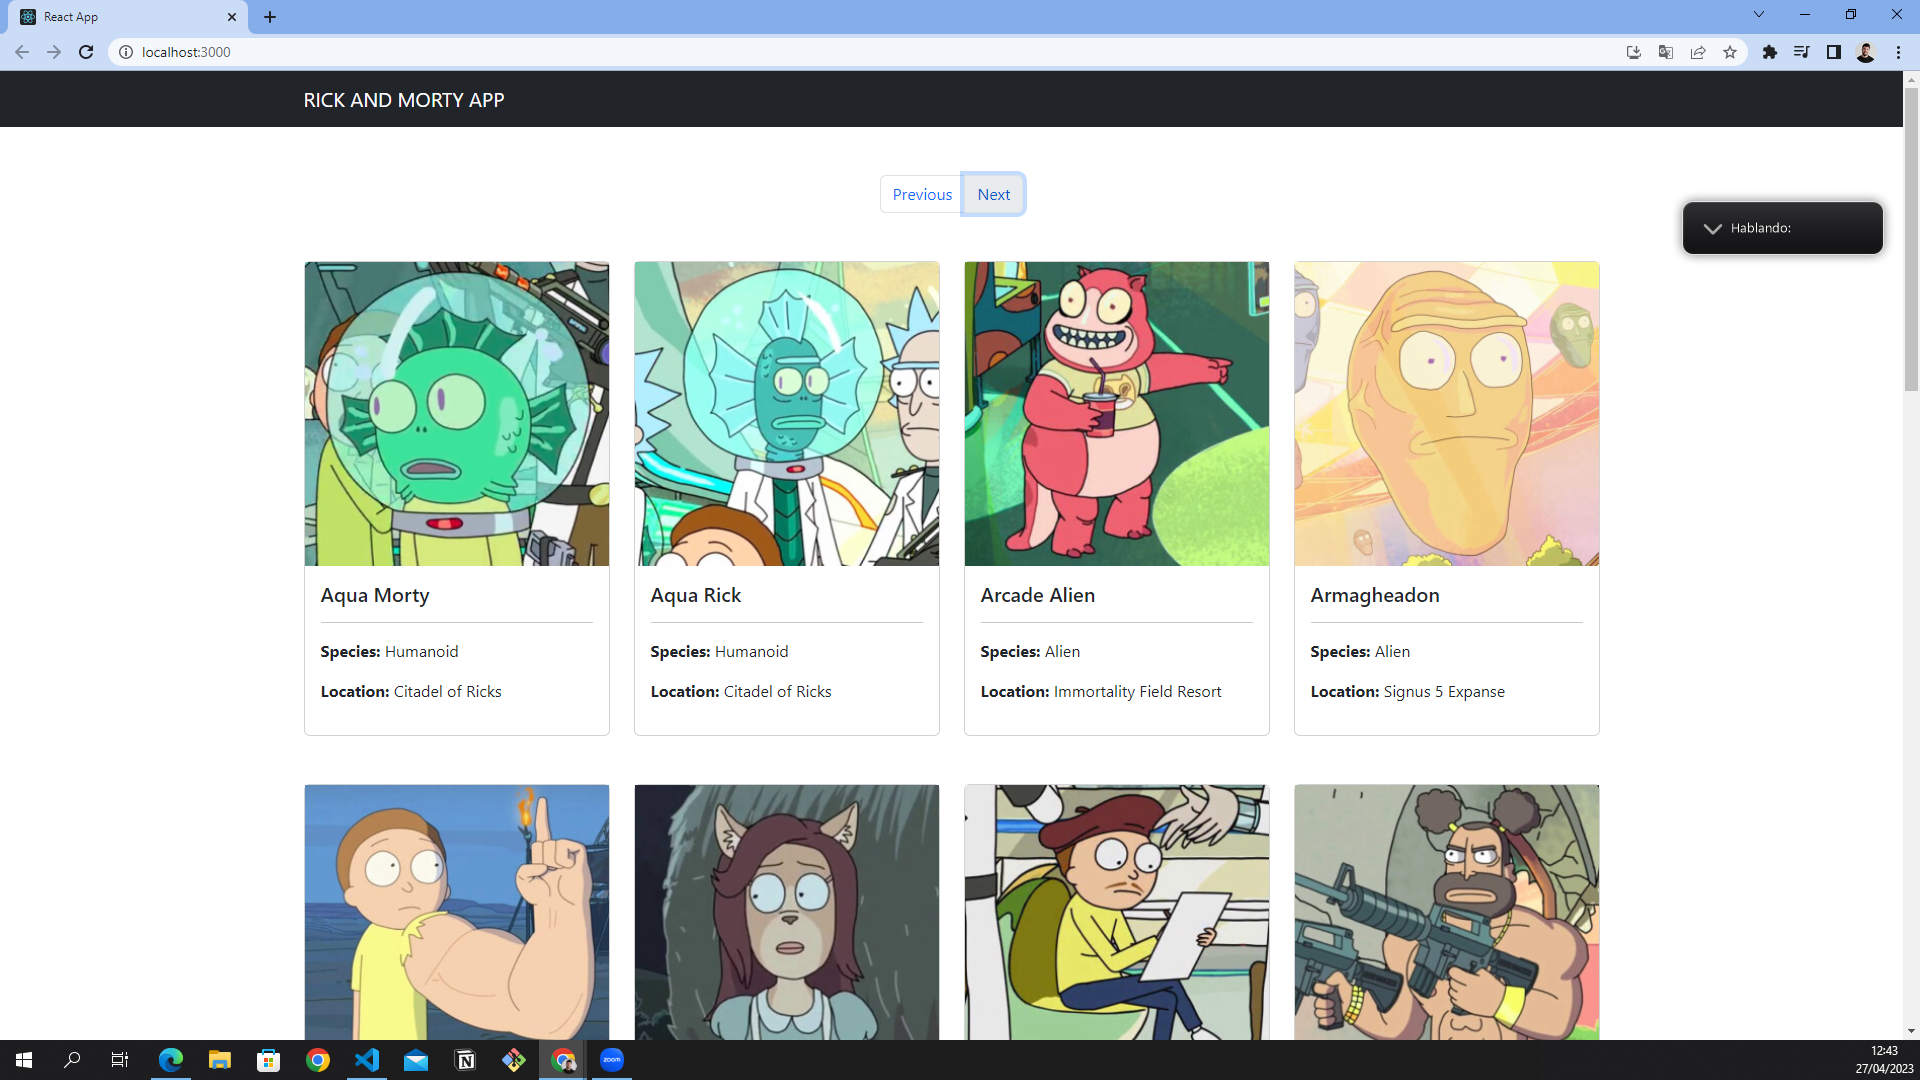 React App
localhost:3000
RICK AND MORTY APP
Previous Next
Hablando:
Aqua Morty
Species: Humanoid
Location: Citadel of Ricks
Aqua Rick
Species: Humanoid
Location: Citadel of Ricks
Arcade Alien
Species: Alien
Location: Immortality Field Resort
Armagheadon
Species: Alien
Location: Signus 5 Expanse
zoom
12:43
27/04/2023